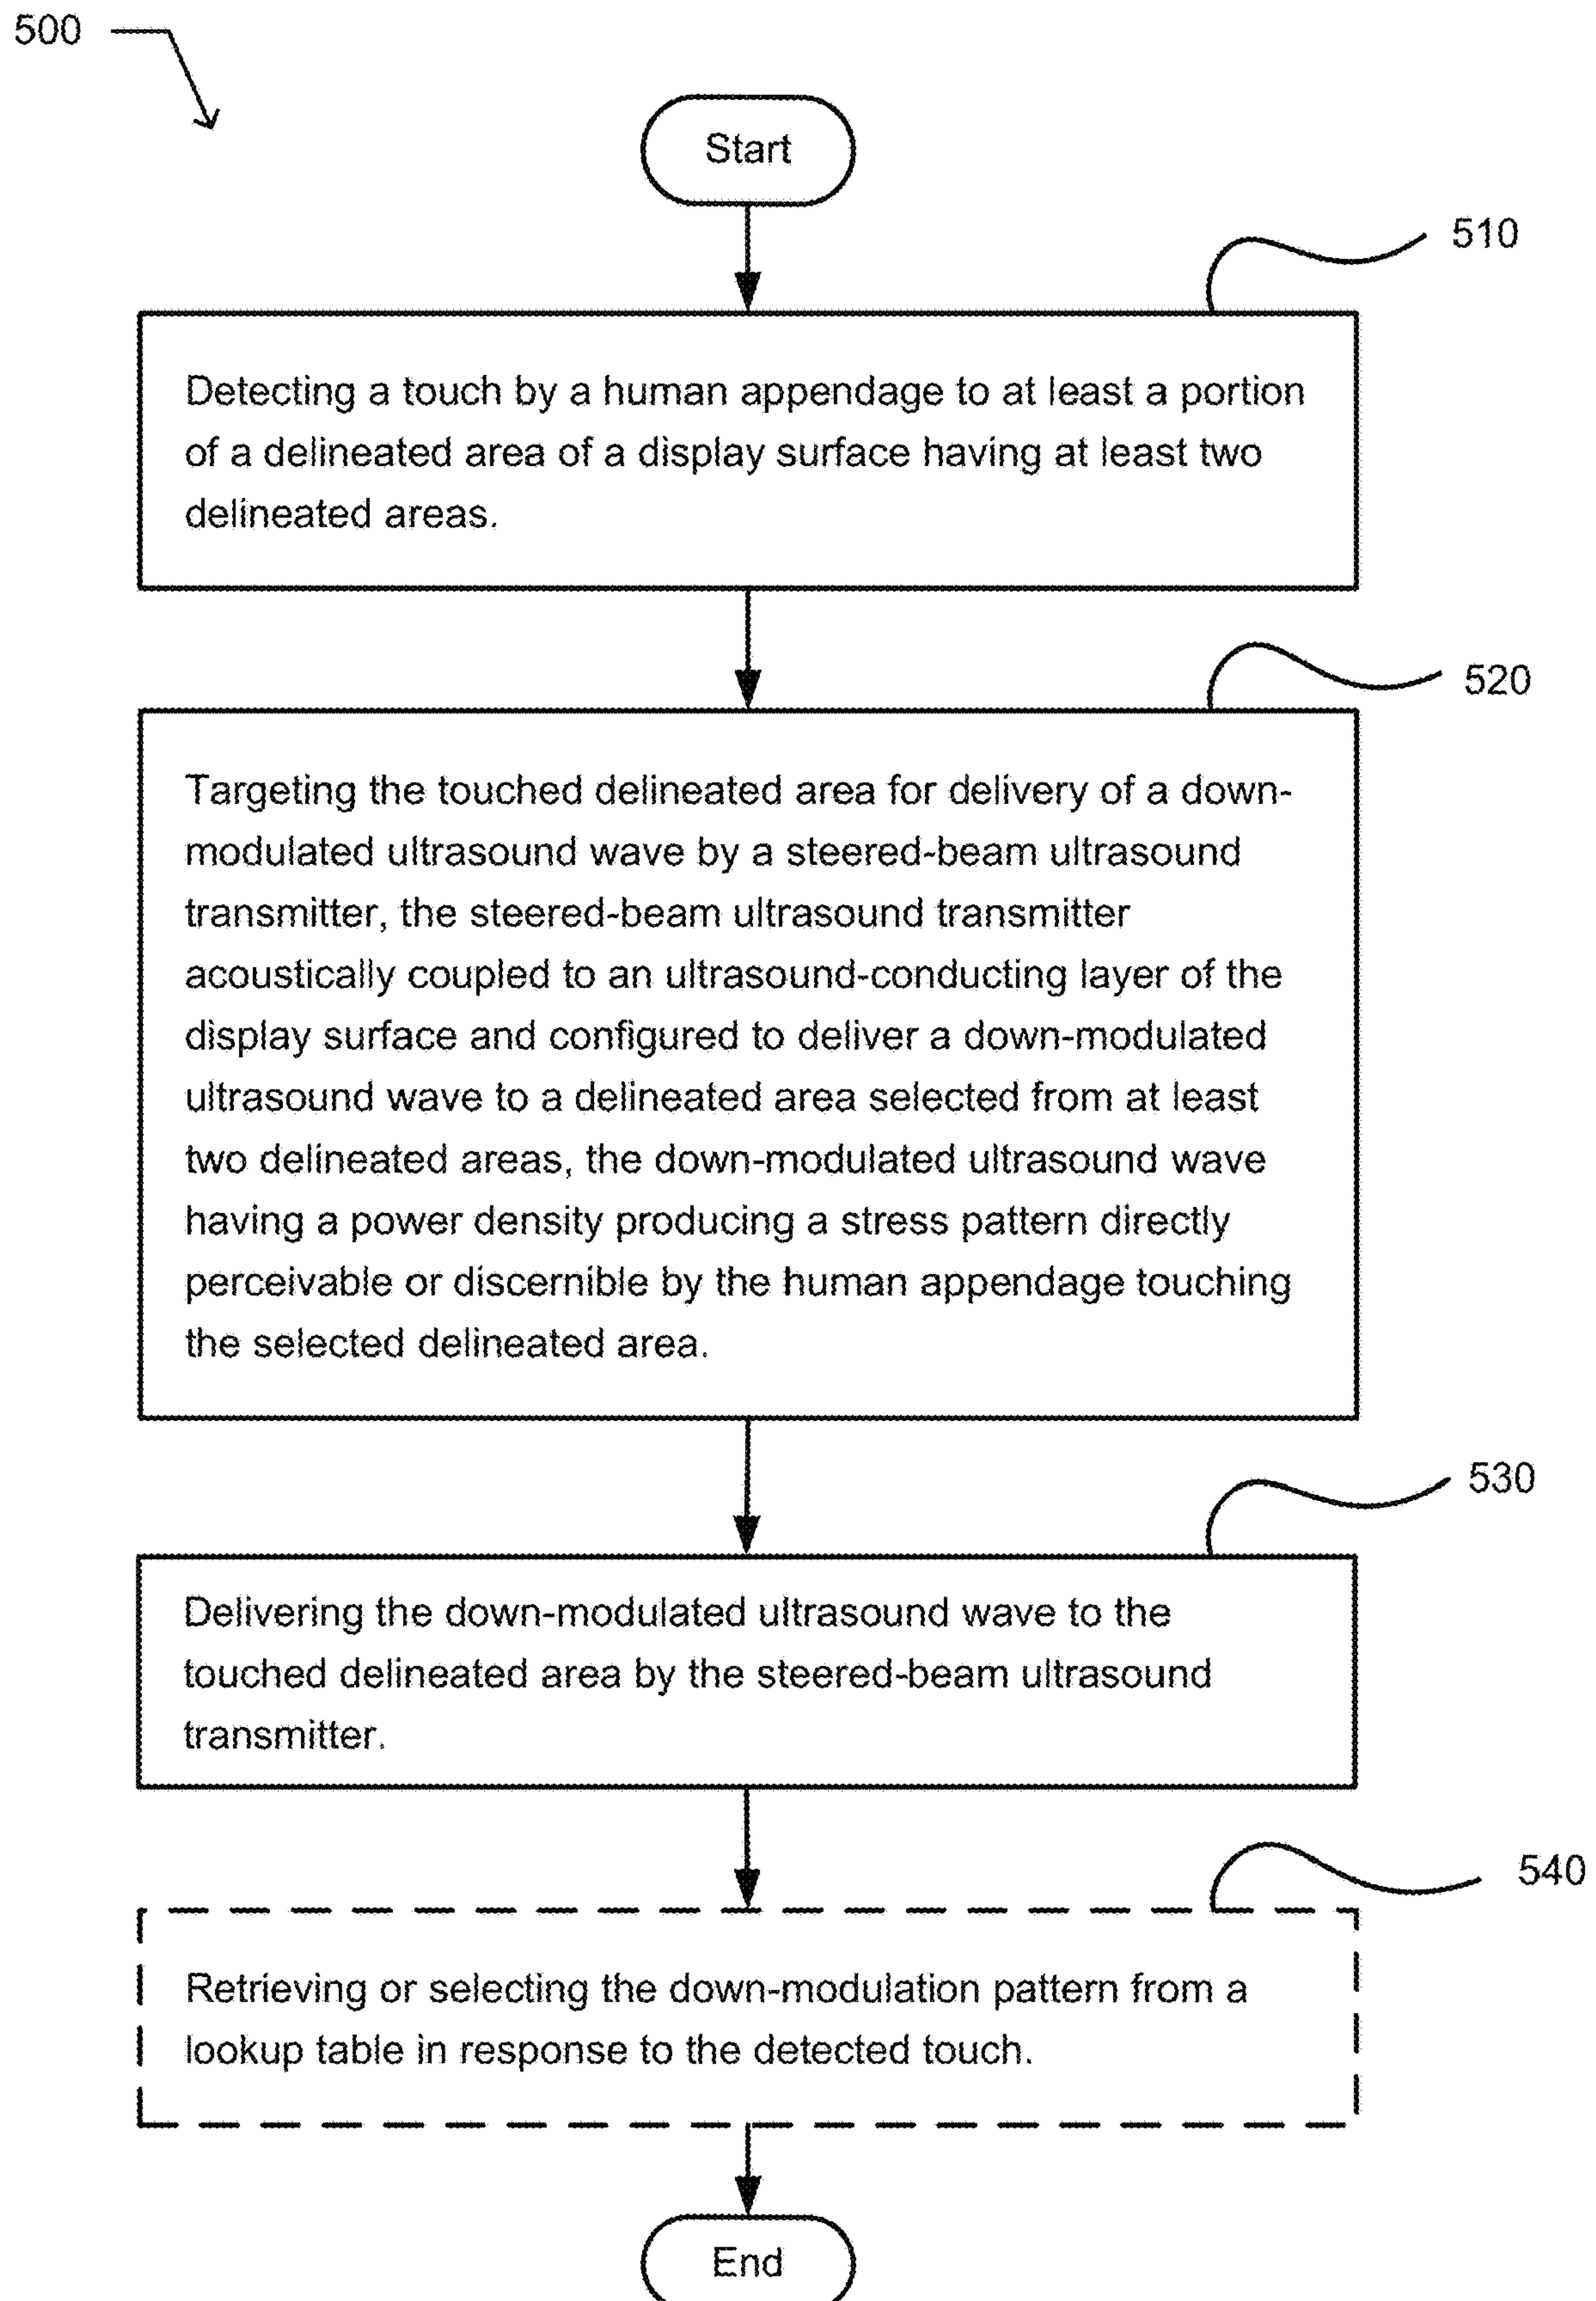 500
Start
510
Detecting a touch by a human appendage to at least a portion
of a delineated area of a display surface having at least two
delineated areas.
520
Targeting the touched delineated area for delivery of a down-
modulated ultrasound wave by a steered-beam ultrasound
transmitter, the steered-beam ultrasound transmitter
acoustically coupled to an ultrasound-conducting layer of the
display surface and configured to deliver a down-modulated
ultrasound wave to a delineated area selected from at least
two delineated areas, the down-modulated ultrasound wave
having a power density producing a stress pattern directly
perceivable or discernible by the human appendage touching
the selected delineated area.
530
Delivering the down-modulated ultrasound wave to the
touched delineated area by the steered-beam ultrasound
transmitter.
540
Retrieving or selecting the down-modulation pattern from a
lookup table in response to the detected touch.
End